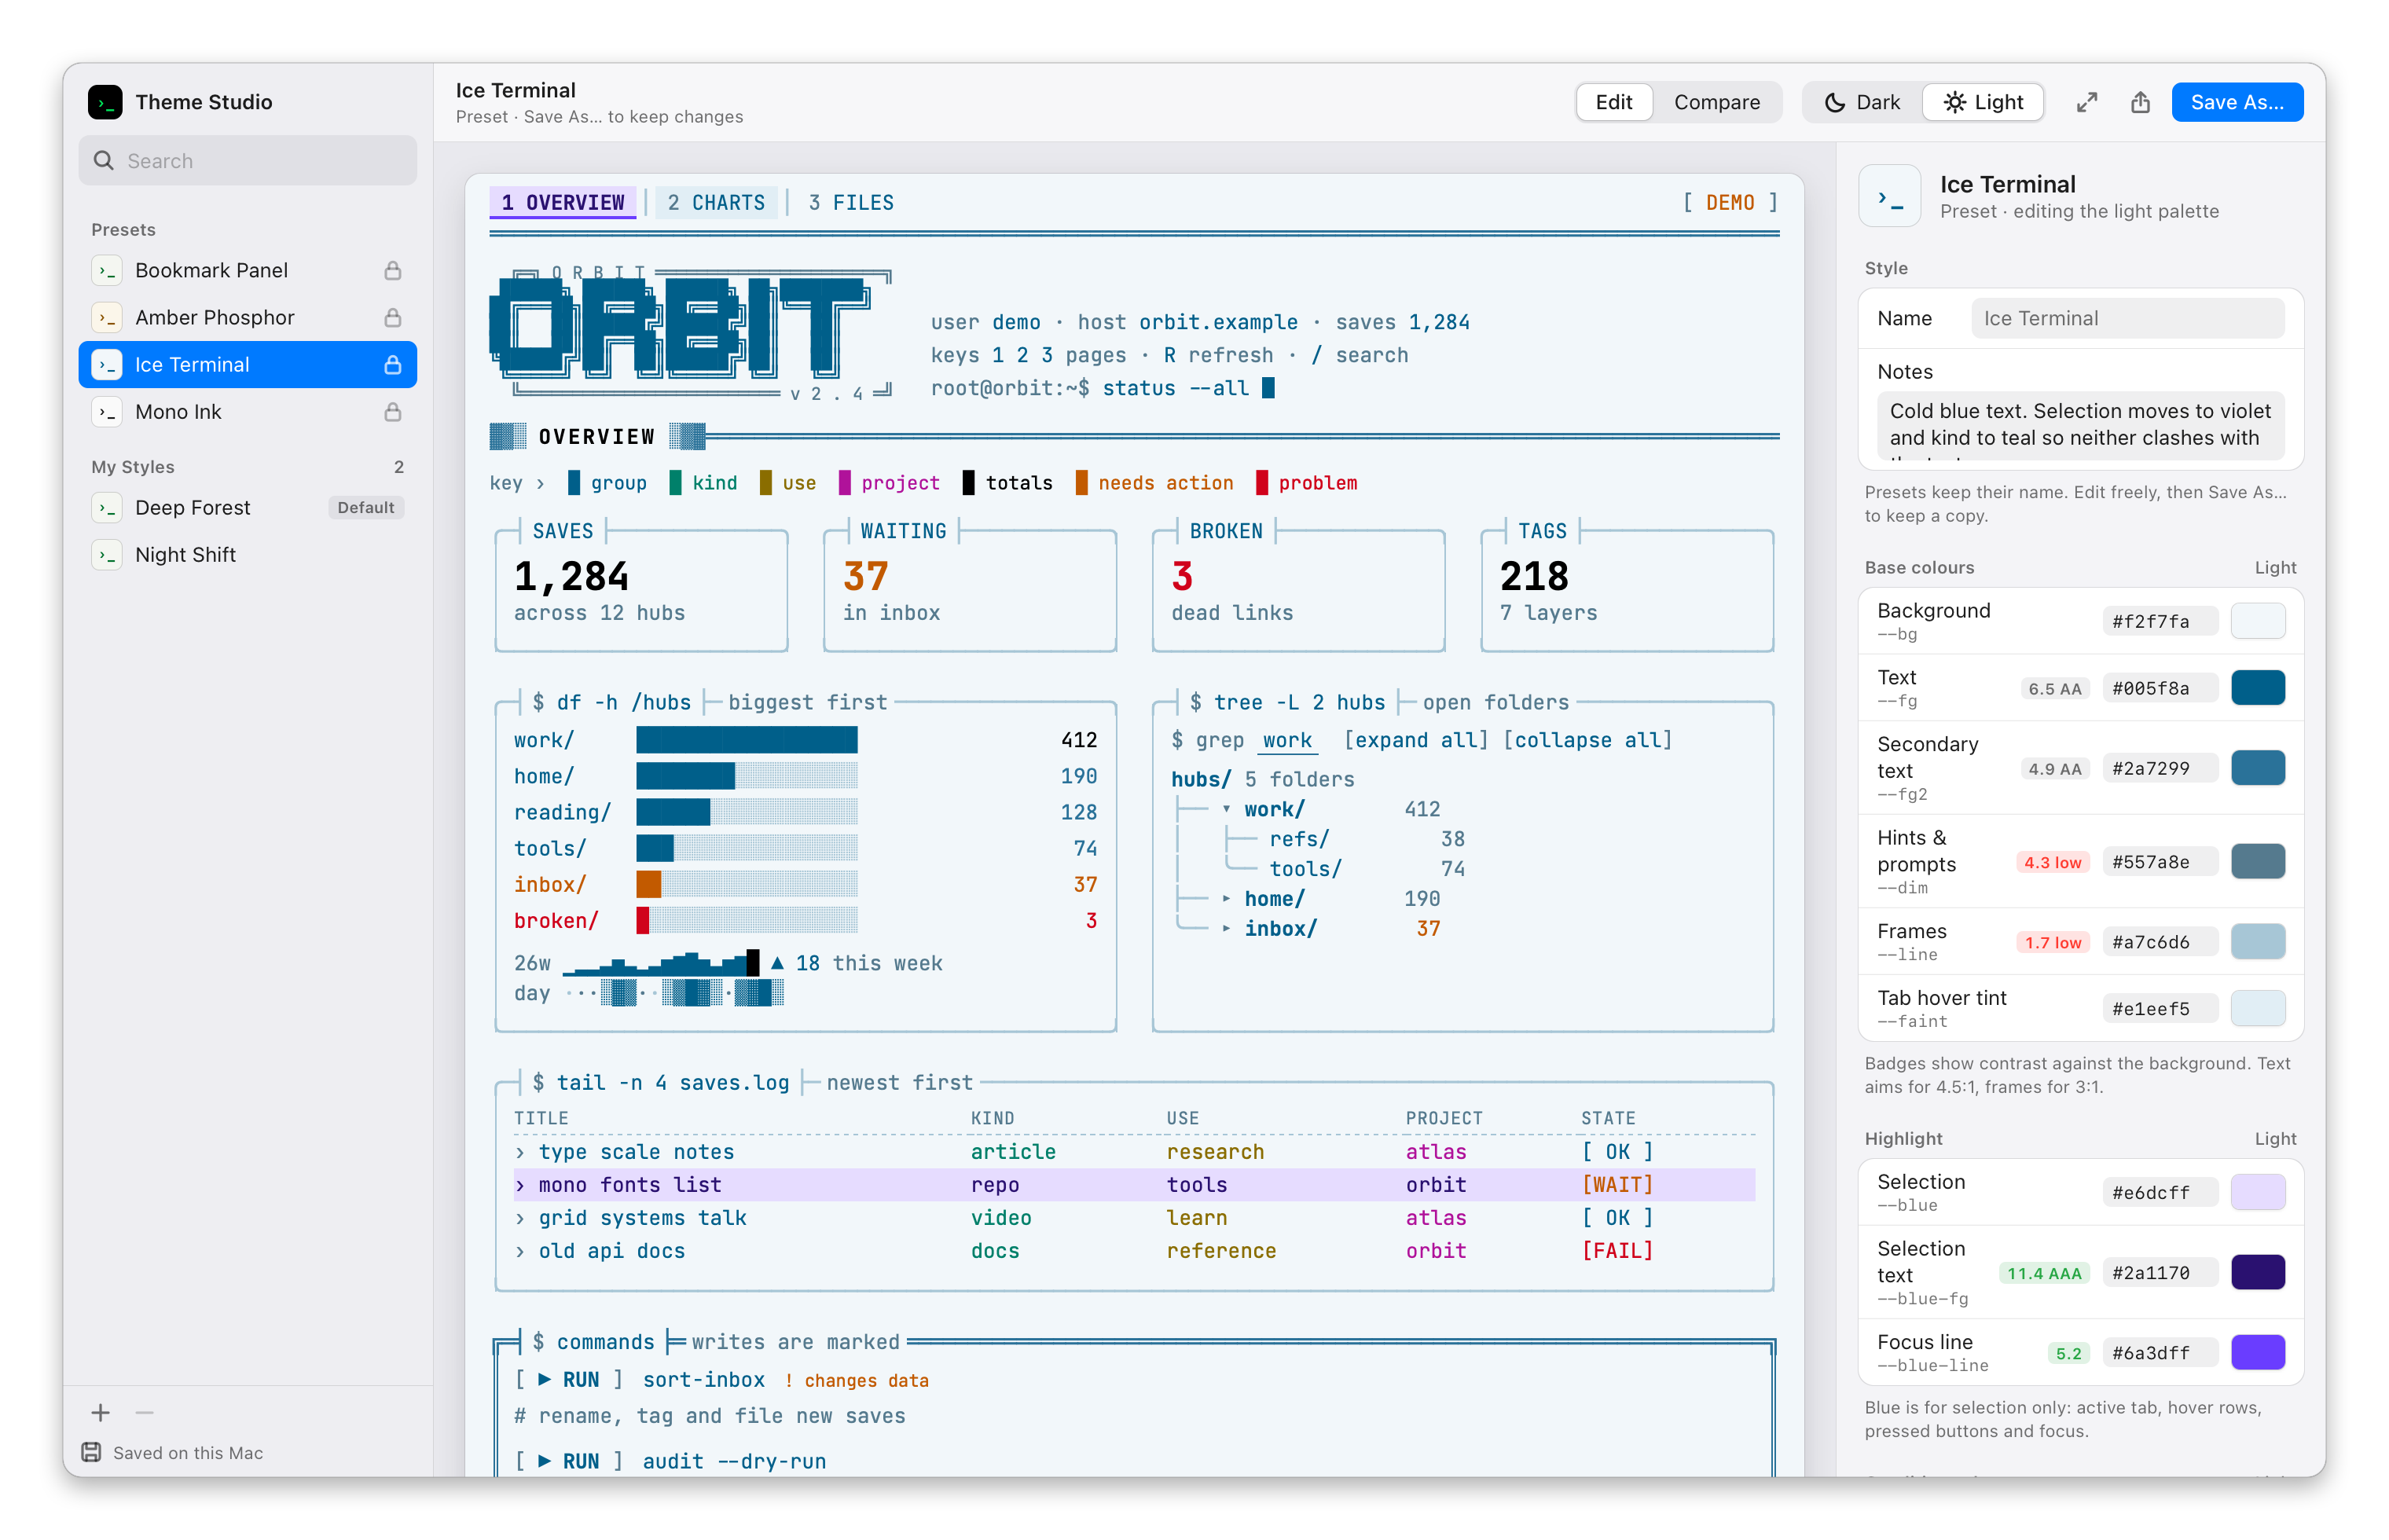 Theme Studio
Search
Presets
Bookmark Panel
Amber Phosphor
Ice Terminal
Mono Ink
My Styles 2
Deep Forest Default
Night Shift
Saved on this Mac
Ice Terminal
Preset · Save As... to keep changes
Edit Compare Dark Light Save As...
1 OVERVIEW 2 CHARTS 3 FILES [ DEMO ]
ORBIT
ORBIT
v2.4
user demo · host orbit.example · saves 1,284
keys 1 2 3 pages · R refresh · / search
root@orbit:~$ status --all
OVERVIEW
key › group kind use project totals needs action problem
SAVES
1,284
across 12 hubs
WAITING
37
in inbox
BROKEN
3
dead links
TAGS
218
7 layers
$ df -h /hubs biggest first
work/ 412
home/ 190
reading/ 128
tools/ 74
inbox/ 37
broken/ 3
26w ▲ 18 this week
day
$ tree -L 2 hubs open folders
$ grep work [expand all] [collapse all]
hubs/ 5 folders
▾ work/ 412
refs/ 38
tools/ 74
▸ home/ 190
▸ inbox/ 37
$ tail -n 4 saves.log newest first
TITLE KIND USE PROJECT STATE
› type scale notes article research atlas [ OK ]
› mono fonts list repo tools orbit [WAIT]
› grid systems talk video learn atlas [ OK ]
› old api docs docs reference orbit [FAIL]
$ commands writes are marked
[ ▶ RUN ] sort-inbox ! changes data
# rename, tag and file new saves
[ ▶ RUN ] audit --dry-run
Ice Terminal
Preset · editing the light palette
Style
Name Ice Terminal
Notes
Cold blue text. Selection moves to violet
and kind to teal so neither clashes with
Presets keep their name. Edit freely, then Save As...
to keep a copy.
Base colours Light
Background
--bg
#f2f7fa
Text
--fg
6.5 AA #005f8a
Secondary
text
--fg2
4.9 AA #2a7299
Hints &
prompts
--dim
4.3 low #557a8e
Frames
--line
1.7 low #a7c6d6
Tab hover tint
--faint
#e1eef5
Badges show contrast against the background. Text
aims for 4.5:1, frames for 3:1.
Highlight Light
Selection
--blue
#e6dcff
Selection
text
--blue-fg
11.4 AAA #2a1170
Focus line
--blue-line
5.2 #6a3dff
Blue is for selection only: active tab, hover rows,
pressed buttons and focus.